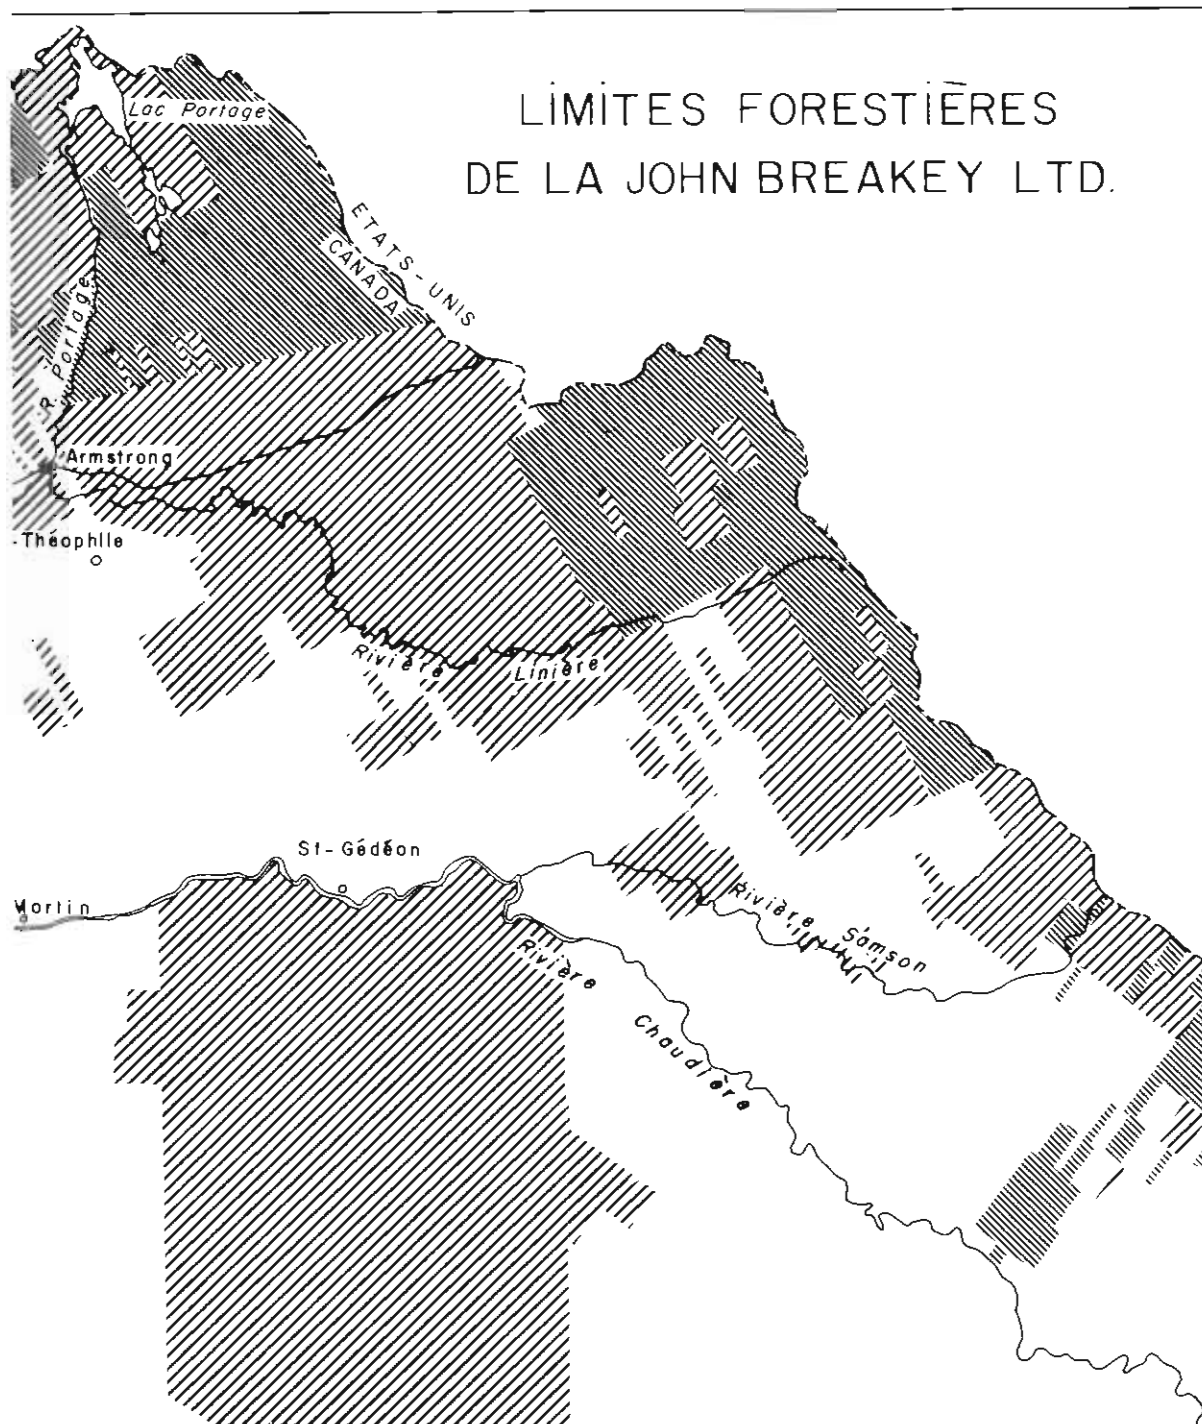 LIMITES FORESTIÈRES
DE LA JOHN BREAKEY LTD.
Lac Portage
ETATS-UNIS
CANADA
R. Portage
Armstrong
-Théophile
Rivière Linière
St-Gédéon
Martin
Rivière Samson
Rivière Chaudière